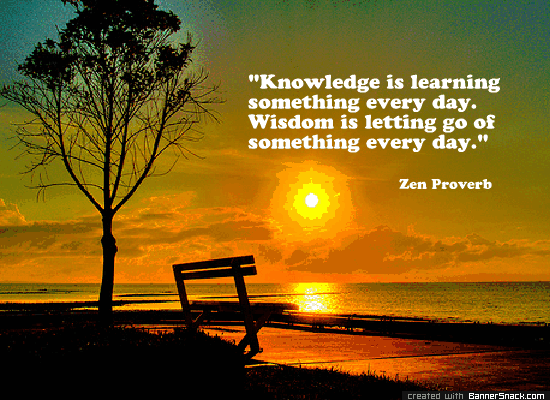 "Knowledge is learning
something every day.
Wisdom is letting go of
something every day."
Zen Proverb
created with BannerSnack.com